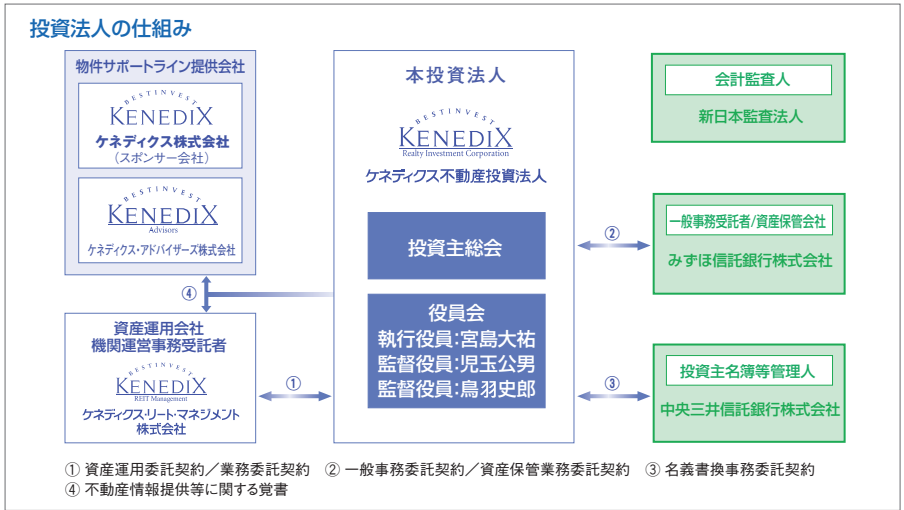 投資法人の仕組み
物件サポートライン提供会社
BESTINVEST
KENEDIX
ケネディクス株式会社
(スポンサー会社)
BESTINVEST
KENEDIX
Advisors
ケネディクス・アドバイザーズ株式会社
④
資産運用会社
機関運営事務受託者
BESTINVEST
KENEDIX
REIT Management
ケネディクス・リート・マネジメント
株式会社
①
本投資法人
BESTINVEST
KENEDIX
Realty Investment Corporation
ケネディクス不動産投資法人
投資主総会
役員会
執行役員:宮島大祐
監督役員:児玉公男
監督役員:鳥羽史郎
会計監査人
新日本監査法人
②
一般事務受託者/資産保管会社
みずほ信託銀行株式会社
③
投資主名簿等管理人
中央三井信託銀行株式会社
① 資産運用委託契約/業務委託契約 ② 一般事務委託契約/資産保管業務委託契約 ③ 名義書換事務委託契約
④ 不動産情報提供等に関する覚書